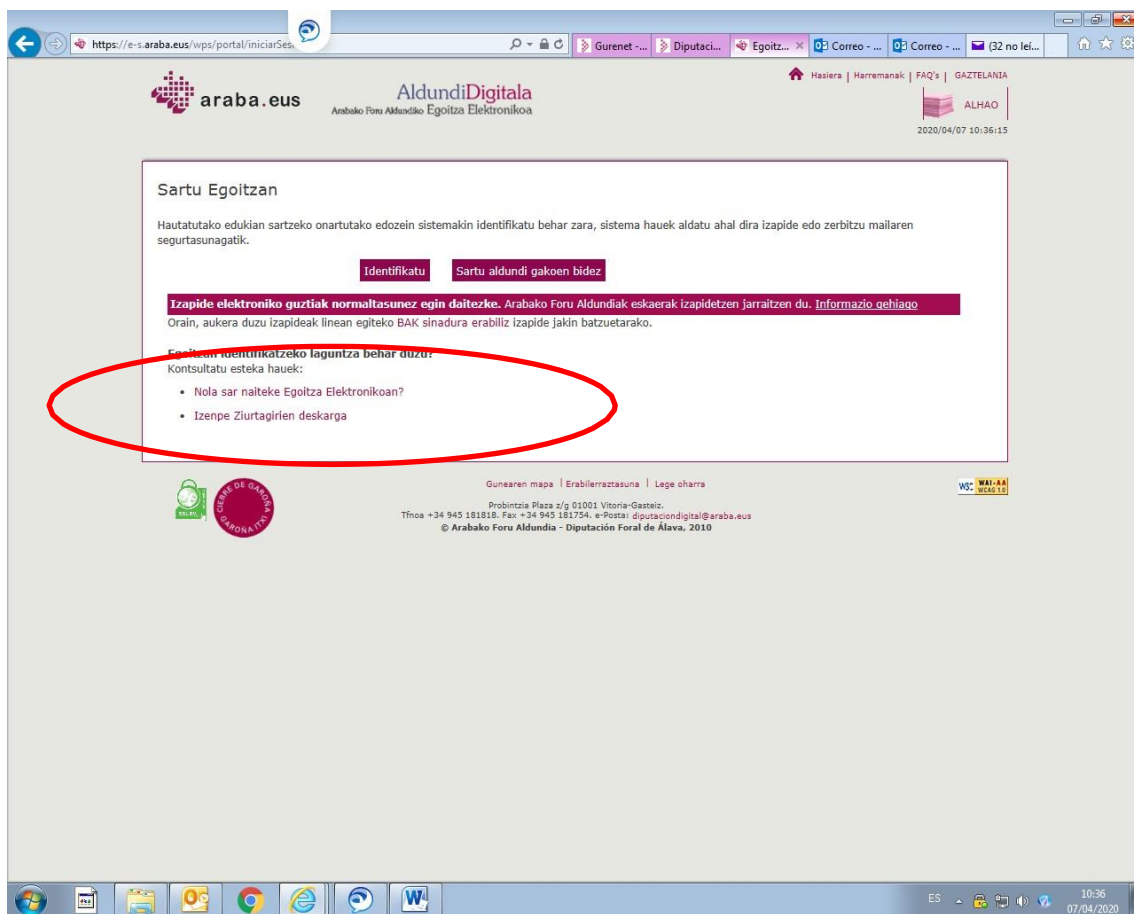 https://e-s.araba.eus/wps/portal/iniciarSes
Gurenet -...
Diputaci...
Egoitz...
Correo - ...
Correo - ...
(32 no leí...
araba.eus
AldundiDigitala
Arabako Foru Aldundiko Egoitza Elektronikoa
Hasiera | Harremanak | FAQ's | GAZTELANIA
ALHAO
2020/04/07 10:36:15
Sartu Egoitzan
Hautatutako edukian sartzeko onartutako edozein sistemakin identifikatu behar zara, sistema hauek aldatu ahal dira izapide edo zerbitzu mailaren
segurtasunagatik.
Identifikatu
Sartu aldundi gakoen bidez
Izapide elektroniko guztiak normaltasunez egin daitezke. Arabako Foru Aldundiak eskaerak izapidetzen jarraitzen du. Informazio gehiago
Orain, aukera duzu izapideak linean egiteko BAK sinadura erabiliz izapide jakin batzuetarako.
Egoitzan identifikatzeko laguntza behar duzu?
Kontsultatu esteka hauek:
• Nola sar naiteke Egoitza Elektronikoan?
• Izenpe Ziurtagirien deskarga
CIERRE DE GAROÑA
GAROÑA ITXI
Gunearen mapa | Erabilerraztasuna | Lege oharra
Probintzia Plaza z/g 01001 Vitoria-Gasteiz.
Tfnoa +34 945 181818. Fax +34 945 181754. e-Posta: diputaciondigital@araba.eus
© Arabako Foru Aldundia - Diputación Foral de Álava, 2010
W3C WAI-AA
WCAG 1.0
ES
10:36
07/04/2020